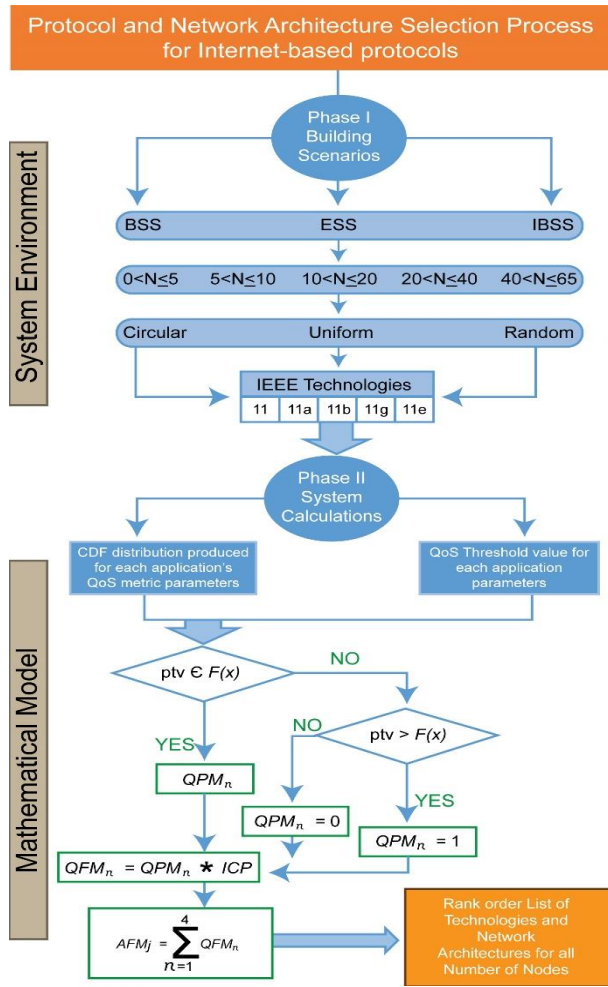 Protocol and Network Architecture Selection Process
for Internet-based protocols
System Environment
Phase I
Building
Scenarios
BSS ESS IBSS
0<N≤5 5<N≤10 10<N≤20 20<N≤40 40<N≤65
Circular Uniform Random
IEEE Technologies
11 11a 11b 11g 11e
Phase II
System
Calculations
Mathematical Model
CDF distribution produced
for each application's
QoS metric parameters
QoS Threshold value for
each application
parameters
ptv Є F(x)
NO
ptv > F(x)
NO
YES
YES
QPMₙ
QPMₙ = 0
QPMₙ = 1
QFMₙ = QPMₙ * ICP
AFMⱼ = ∑ₙ₌₁⁴ QFMₙ
Rank order List of
Technologies and
Network
Architectures for all
Number of Nodes